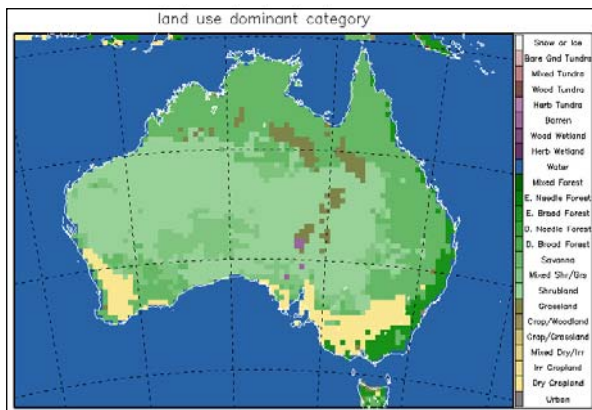 land use dominant category
Snow or Ice
Bare Gnd Tundra
Mixed Tundra
Wood Tundra
Herb Tundra
Barren
Wood Wetland
Herb Wetland
Water
Mixed Forest
E. Needle Forest
E. Broad Forest
D. Needle Forest
D. Broad Forest
Savanna
Mixed Shr/Grs
Shrubland
Grassland
Crop/Woodland
Crop/Grassland
Mixed Dry/Irr
Irr Cropland
Dry Cropland
Urban